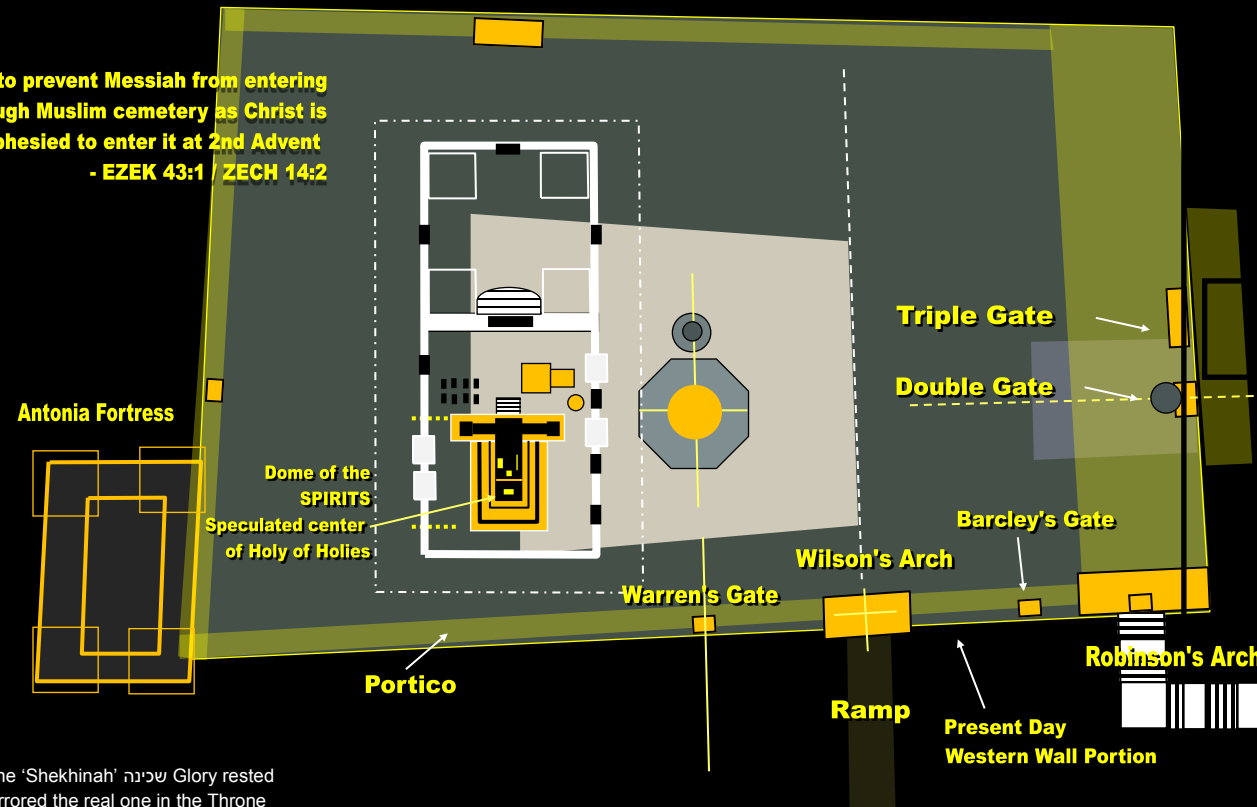 to prevent Messiah from entering
ugh Muslim cemetery as Christ is
phesied to enter it at 2nd Advent
- EZEK 43:1 / ZECH 14:2
Triple Gate
Double Gate
Antonia Fortress
Dome of the
SPIRITS
Speculated center
of Holy of Holies
Barcley's Gate
Wilson's Arch
Warren's Gate
Robinson's Arch
Portico
Ramp
Present Day
Western Wall Portion
ne ‘Shekhinah’ שכינה Glory rested
rrored the real one in the Throne